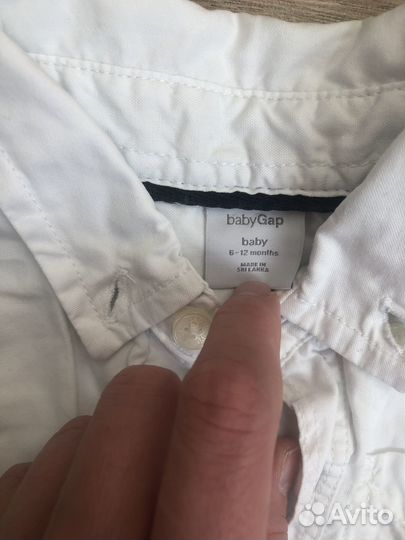 babyGap
baby
6-12 months
MADE IN
SRI LANKA
Avito